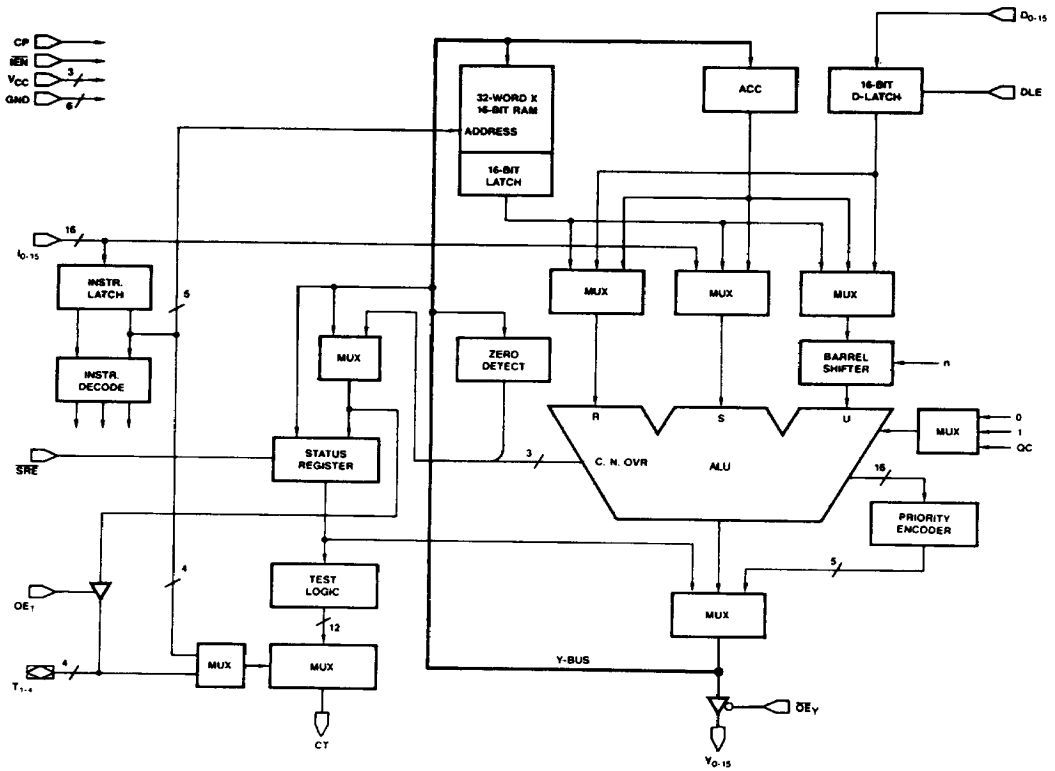 D0-15
CP
IEN
VCC
3
GND
6
32-WORD X
16-BIT RAM
ADDRESS
16-BIT
LATCH
ACC
16-BIT
D-LATCH
DLE
16
I0-15
INSTR.
LATCH
5
MUX
MUX
MUX
MUX
ZERO
DETECT
BARREL
SHIFTER
n
INSTR.
DECODE
R
S
U
MUX
0
1
QC
SRE
STATUS
REGISTER
3
C. N. OVR
ALU
16
PRIORITY
ENCODER
5
OET
4
TEST
LOGIC
12
MUX
T1-4
4
MUX
MUX
Y-BUS
CT
OEY
Y0-15